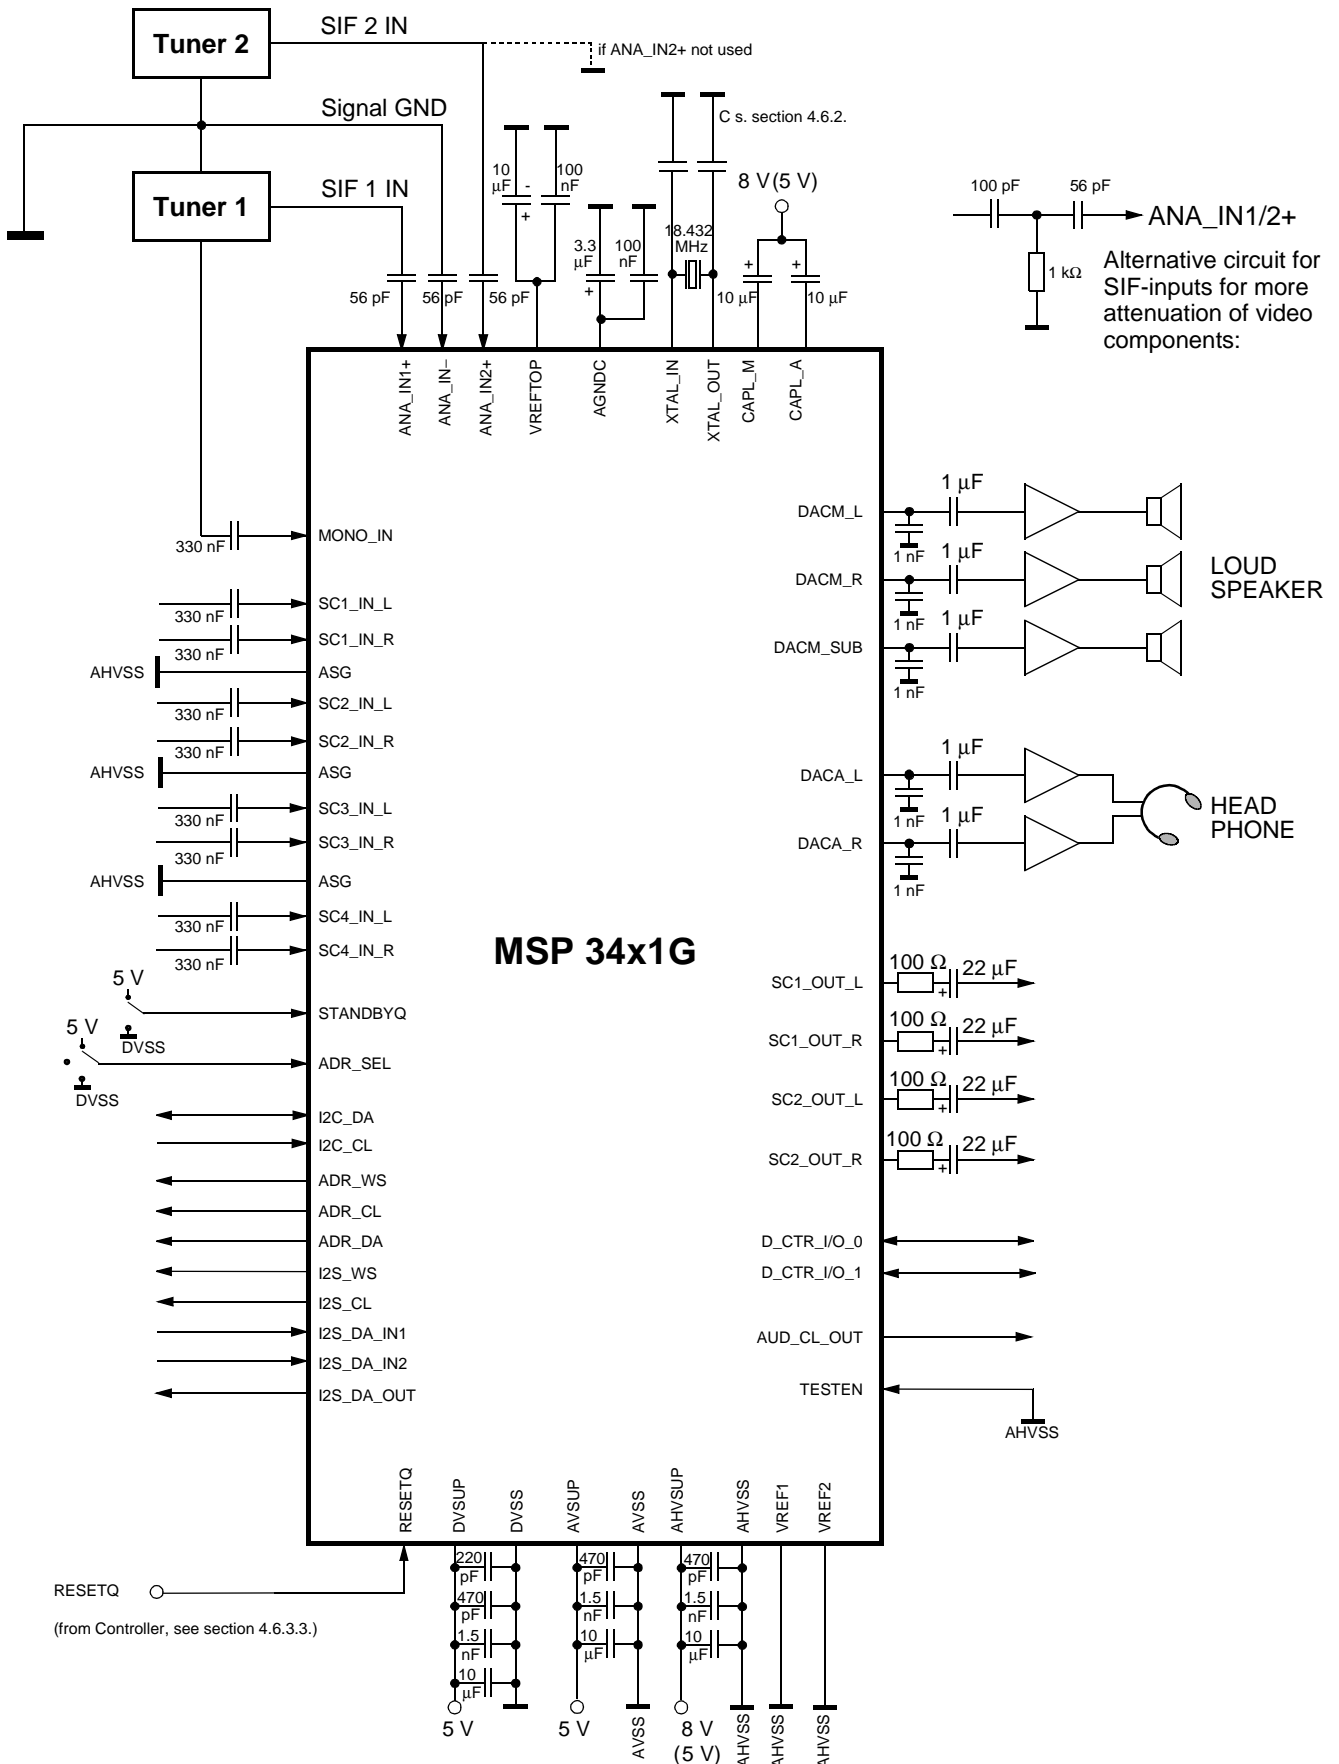 Tuner 2
SIF 2 IN
if ANA_IN2+ not used
Signal GND
Tuner 1
SIF 1 IN
C s. section 4.6.2.
10
µF
-
+
100
nF
8 V (5 V)
3.3
µF
+
100
nF
18.432
MHz
+
+
10 µF
10 µF
56 pF
56 pF
56 pF
100 pF
56 pF
ANA_IN1/2+
1 kΩ
Alternative circuit for
SIF-inputs for more
attenuation of video
components:
ANA_IN1+
ANA_IN−
ANA_IN2+
VREFTOP
AGNDC
XTAL_IN
XTAL_OUT
CAPL_M
CAPL_A
330 nF
MONO_IN
330 nF
SC1_IN_L
330 nF
SC1_IN_R
AHVSS
ASG
330 nF
SC2_IN_L
330 nF
SC2_IN_R
AHVSS
ASG
330 nF
SC3_IN_L
330 nF
SC3_IN_R
AHVSS
ASG
330 nF
SC4_IN_L
330 nF
SC4_IN_R
5 V
STANDBYQ
DVSS
5 V
ADR_SEL
DVSS
I2C_DA
I2C_CL
ADR_WS
ADR_CL
ADR_DA
I2S_WS
I2S_CL
I2S_DA_IN1
I2S_DA_IN2
I2S_DA_OUT
MSP 34x1G
DACM_L
1 µF
1 nF
DACM_R
1 µF
1 nF
DACM_SUB
1 µF
1 nF
LOUD
SPEAKER
DACA_L
1 µF
1 nF
DACA_R
1 µF
1 nF
HEAD
PHONE
SC1_OUT_L
100 Ω
+
22 µF
SC1_OUT_R
100 Ω
+
22 µF
SC2_OUT_L
100 Ω
+
22 µF
SC2_OUT_R
100 Ω
+
22 µF
D_CTR_I/O_0
D_CTR_I/O_1
AUD_CL_OUT
TESTEN
AHVSS
RESETQ
DVSUP
DVSS
AVSUP
AVSS
AHVSUP
AHVSS
VREF1
VREF2
RESETQ
(from Controller, see section 4.6.3.3.)
220
pF
470
pF
1.5
nF
10
µF
5 V
470
pF
1.5
nF
10
µF
5 V
AVSS
470
pF
1.5
nF
10
µF
8 V
(5 V)
AHVSS
AHVSS
AHVSS